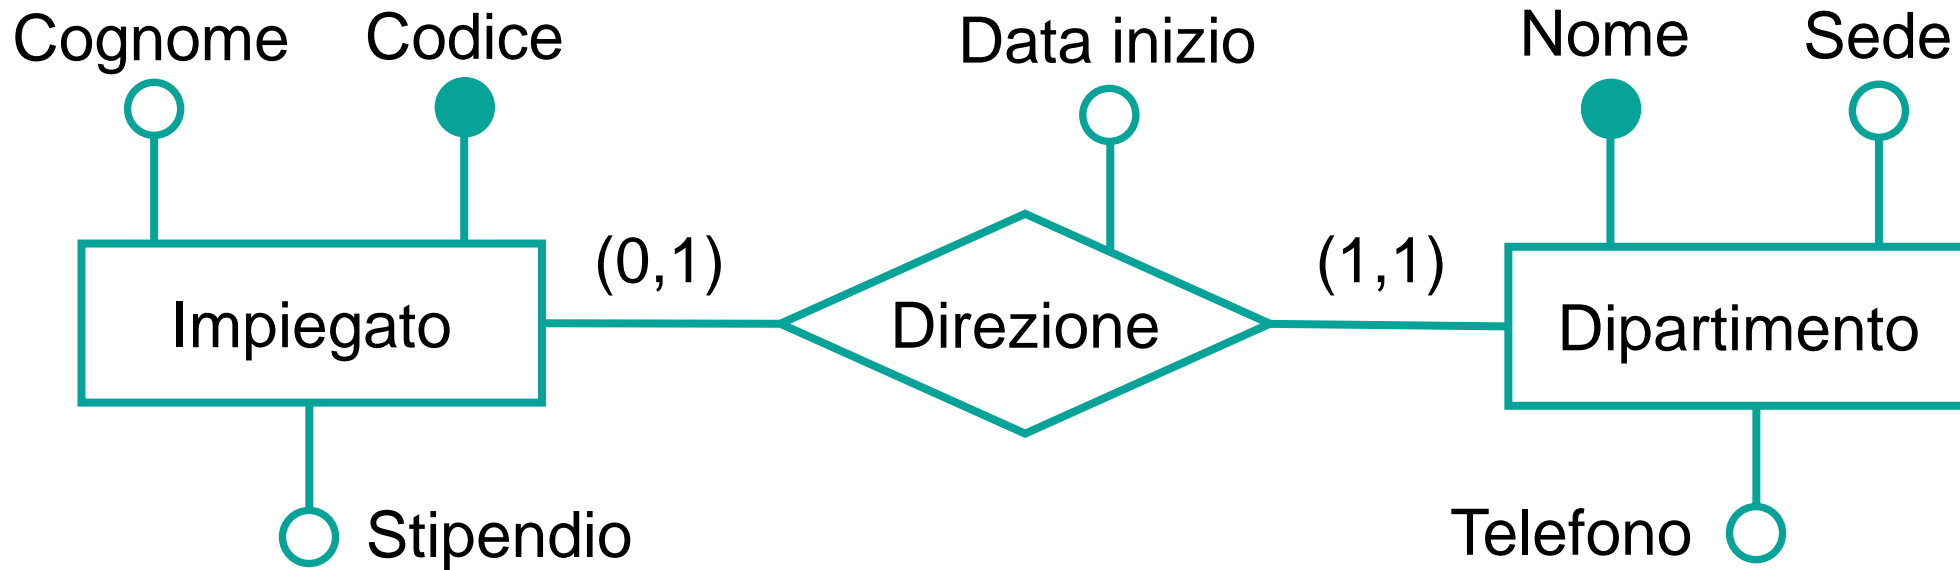 Cognome
Codice
Data inizio
Nome
Sede
(0,1)
(1,1)
Impiegato
Direzione
Dipartimento
Stipendio
Telefono